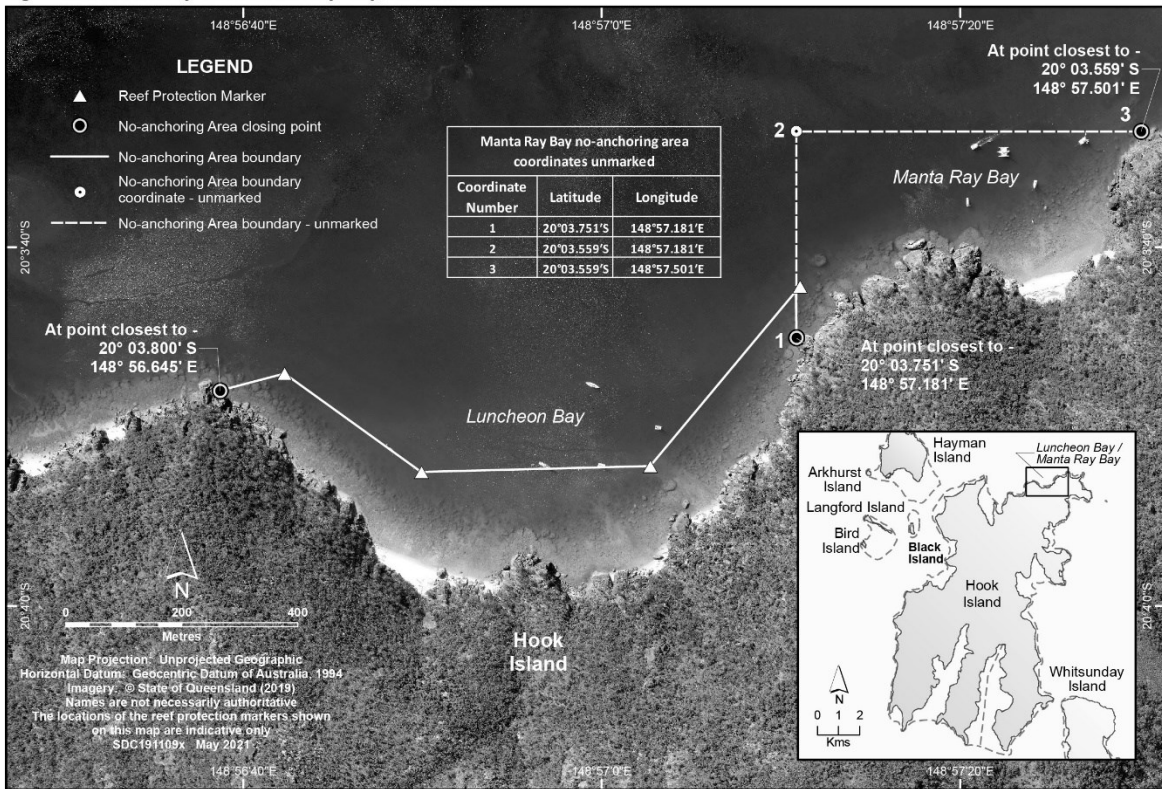 148°56'40"E
148°57'0"E
148°57'20"E
LEGEND
Reef Protection Marker
No-anchoring Area closing point
No-anchoring Area boundary
No-anchoring Area boundary
coordinate - unmarked
No-anchoring Area boundary - unmarked
Manta Ray Bay no-anchoring area
coordinates unmarked
Coordinate Number Latitude Longitude
1 20°03.751'S 148°57.181'E
2 20°03.559'S 148°57.181'E
3 20°03.559'S 148°57.501'E
At point closest to -
20° 03.559' S
148° 57.501' E
3
2
Manta Ray Bay
20°3'40"S
20°3'40"S
At point closest to -
20° 03.800' S
148° 56.645' E
1
At point closest to -
20° 03.751' S
148° 57.181' E
Luncheon Bay
Hook
Island
N
0 200 400
Metres
Map Projection: Unprojected Geographic
Horizontal Datum: Geocentric Datum of Australia, 1994
Imagery: © State of Queensland (2019)
Names are not necessarily authoritative
The locations of the reef protection markers shown
on this map are indicative only
SDC191109x May 2021
20°4'0"S
20°4'0"S
Hayman
Island
Luncheon Bay /
Manta Ray Bay
Arkhurst
Island
Langford Island
Bird
Island
Black
Island
Hook
Island
Whitsunday
Island
N
0 1 2
Kms
148°56'40"E
148°57'0"E
148°57'20"E